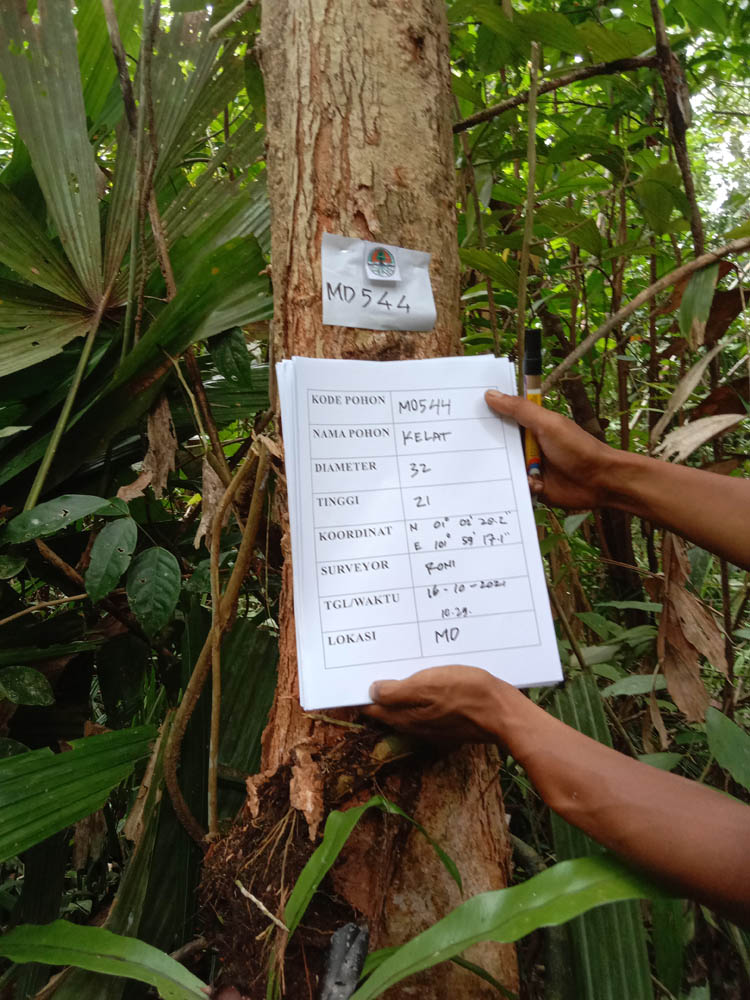 MD544
KODE POHON MD544
NAMA POHON KELAT
DIAMETER 32
TINGGI 21
KOORDINAT N 01° 02' 20.2"
E 101° 59' 17.1"
SURVEYOR RONI
TGL/WAKTU 16-10-2021
10.29.
LOKASI MD